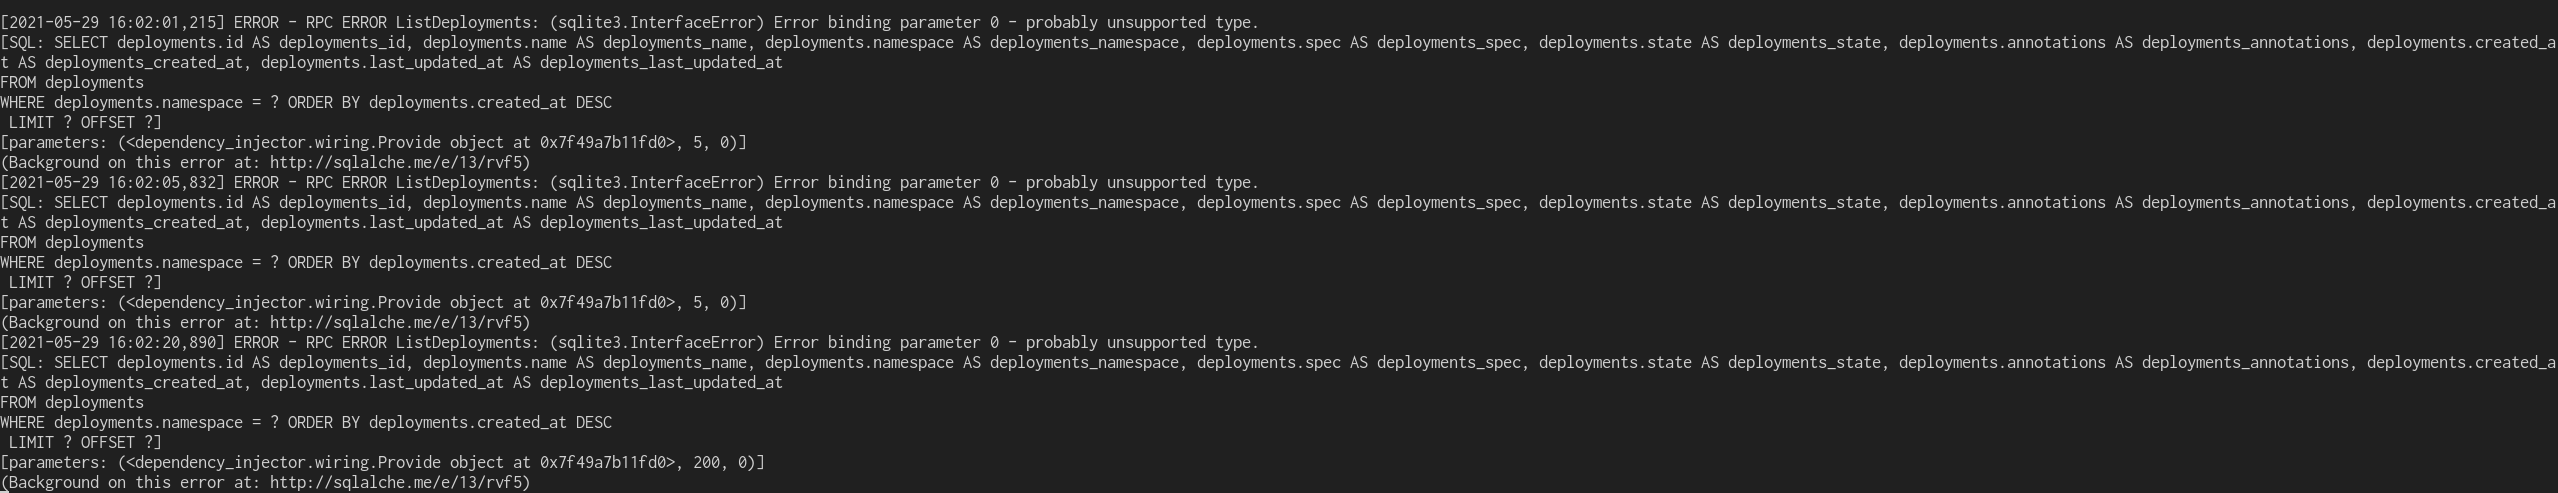 [2021-05-29 16:02:01,215] ERROR - RPC ERROR ListDeployments: (sqlite3.InterfaceError) Error binding parameter 0 - probably unsupported type.
[SQL: SELECT deployments.id AS deployments_id, deployments.name AS deployments_name, deployments.namespace AS deployments_namespace, deployments.spec AS deployments_spec, deployments.state AS deployments_state, deployments.annotations AS deployments_annotations, deployments.created_a
t AS deployments_created_at, deployments.last_updated_at AS deployments_last_updated_at
FROM deployments
WHERE deployments.namespace = ? ORDER BY deployments.created_at DESC
 LIMIT ? OFFSET ?]
[parameters: (<dependency_injector.wiring.Provide object at 0x7f49a7b11fd0>, 5, 0)]
(Background on this error at: http://sqlalche.me/e/13/rvf5)
[2021-05-29 16:02:05,832] ERROR - RPC ERROR ListDeployments: (sqlite3.InterfaceError) Error binding parameter 0 - probably unsupported type.
[SQL: SELECT deployments.id AS deployments_id, deployments.name AS deployments_name, deployments.namespace AS deployments_namespace, deployments.spec AS deployments_spec, deployments.state AS deployments_state, deployments.annotations AS deployments_annotations, deployments.created_a
t AS deployments_created_at, deployments.last_updated_at AS deployments_last_updated_at
FROM deployments
WHERE deployments.namespace = ? ORDER BY deployments.created_at DESC
 LIMIT ? OFFSET ?]
[parameters: (<dependency_injector.wiring.Provide object at 0x7f49a7b11fd0>, 5, 0)]
(Background on this error at: http://sqlalche.me/e/13/rvf5)
[2021-05-29 16:02:20,890] ERROR - RPC ERROR ListDeployments: (sqlite3.InterfaceError) Error binding parameter 0 - probably unsupported type.
[SQL: SELECT deployments.id AS deployments_id, deployments.name AS deployments_name, deployments.namespace AS deployments_namespace, deployments.spec AS deployments_spec, deployments.state AS deployments_state, deployments.annotations AS deployments_annotations, deployments.created_a
t AS deployments_created_at, deployments.last_updated_at AS deployments_last_updated_at
FROM deployments
WHERE deployments.namespace = ? ORDER BY deployments.created_at DESC
 LIMIT ? OFFSET ?]
[parameters: (<dependency_injector.wiring.Provide object at 0x7f49a7b11fd0>, 200, 0)]
(Background on this error at: http://sqlalche.me/e/13/rvf5)